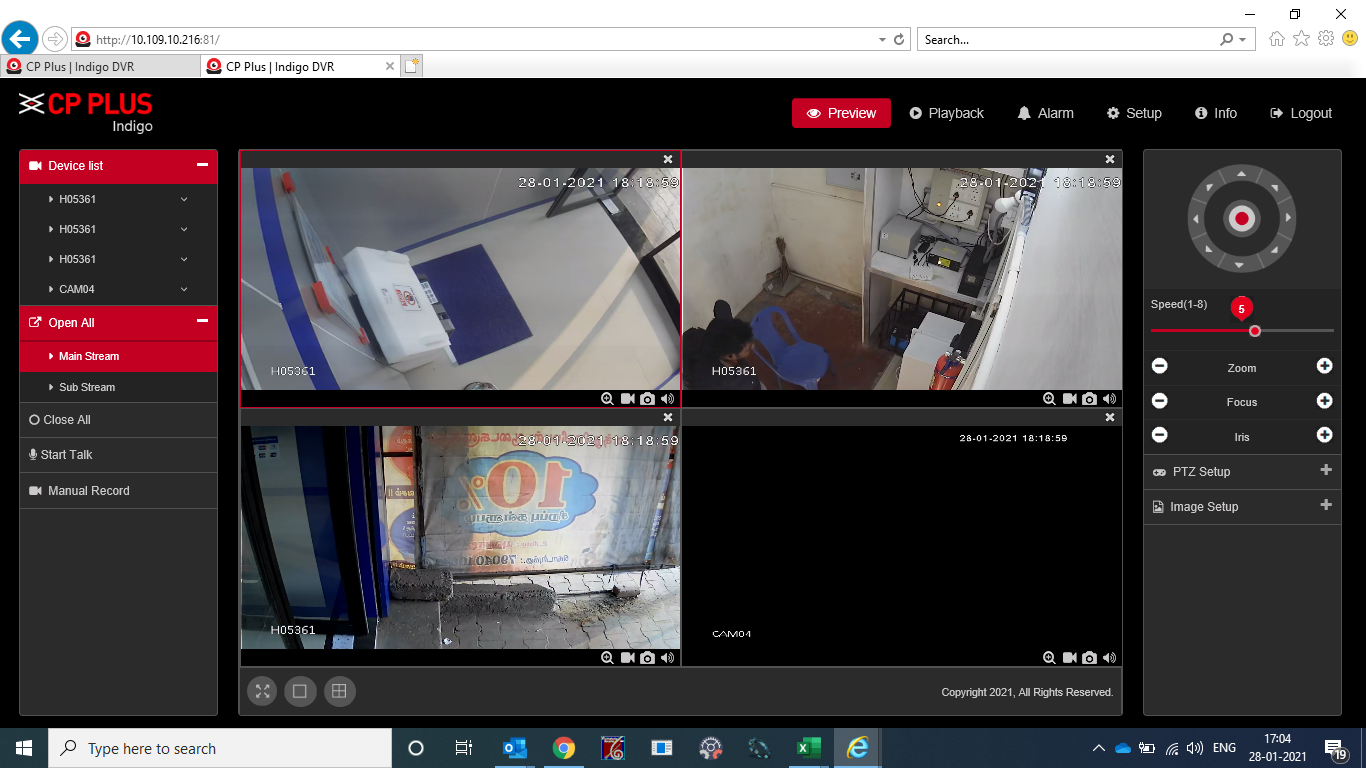 http://10.109.10.216:81/
Search...
CP Plus | Indigo DVR
CP Plus | Indigo DVR
CP PLUS
Indigo
Preview
Playback
Alarm
Setup
Info
Logout
Device list
H05361
H05361
H05361
CAM04
Open All
Main Stream
Sub Stream
Close All
Start Talk
Manual Record
28-01-2021 18:18:59
H05361
28-01-2021 18:18:59
H05361
28-01-2021 18:18:59
10%
H05361
28-01-2021 18:18:59
CAM04
Copyright 2021, All Rights Reserved.
Speed(1-8)
5
Zoom
Focus
Iris
PTZ Setup
Image Setup
Type here to search
ENG
17:04
28-01-2021
19